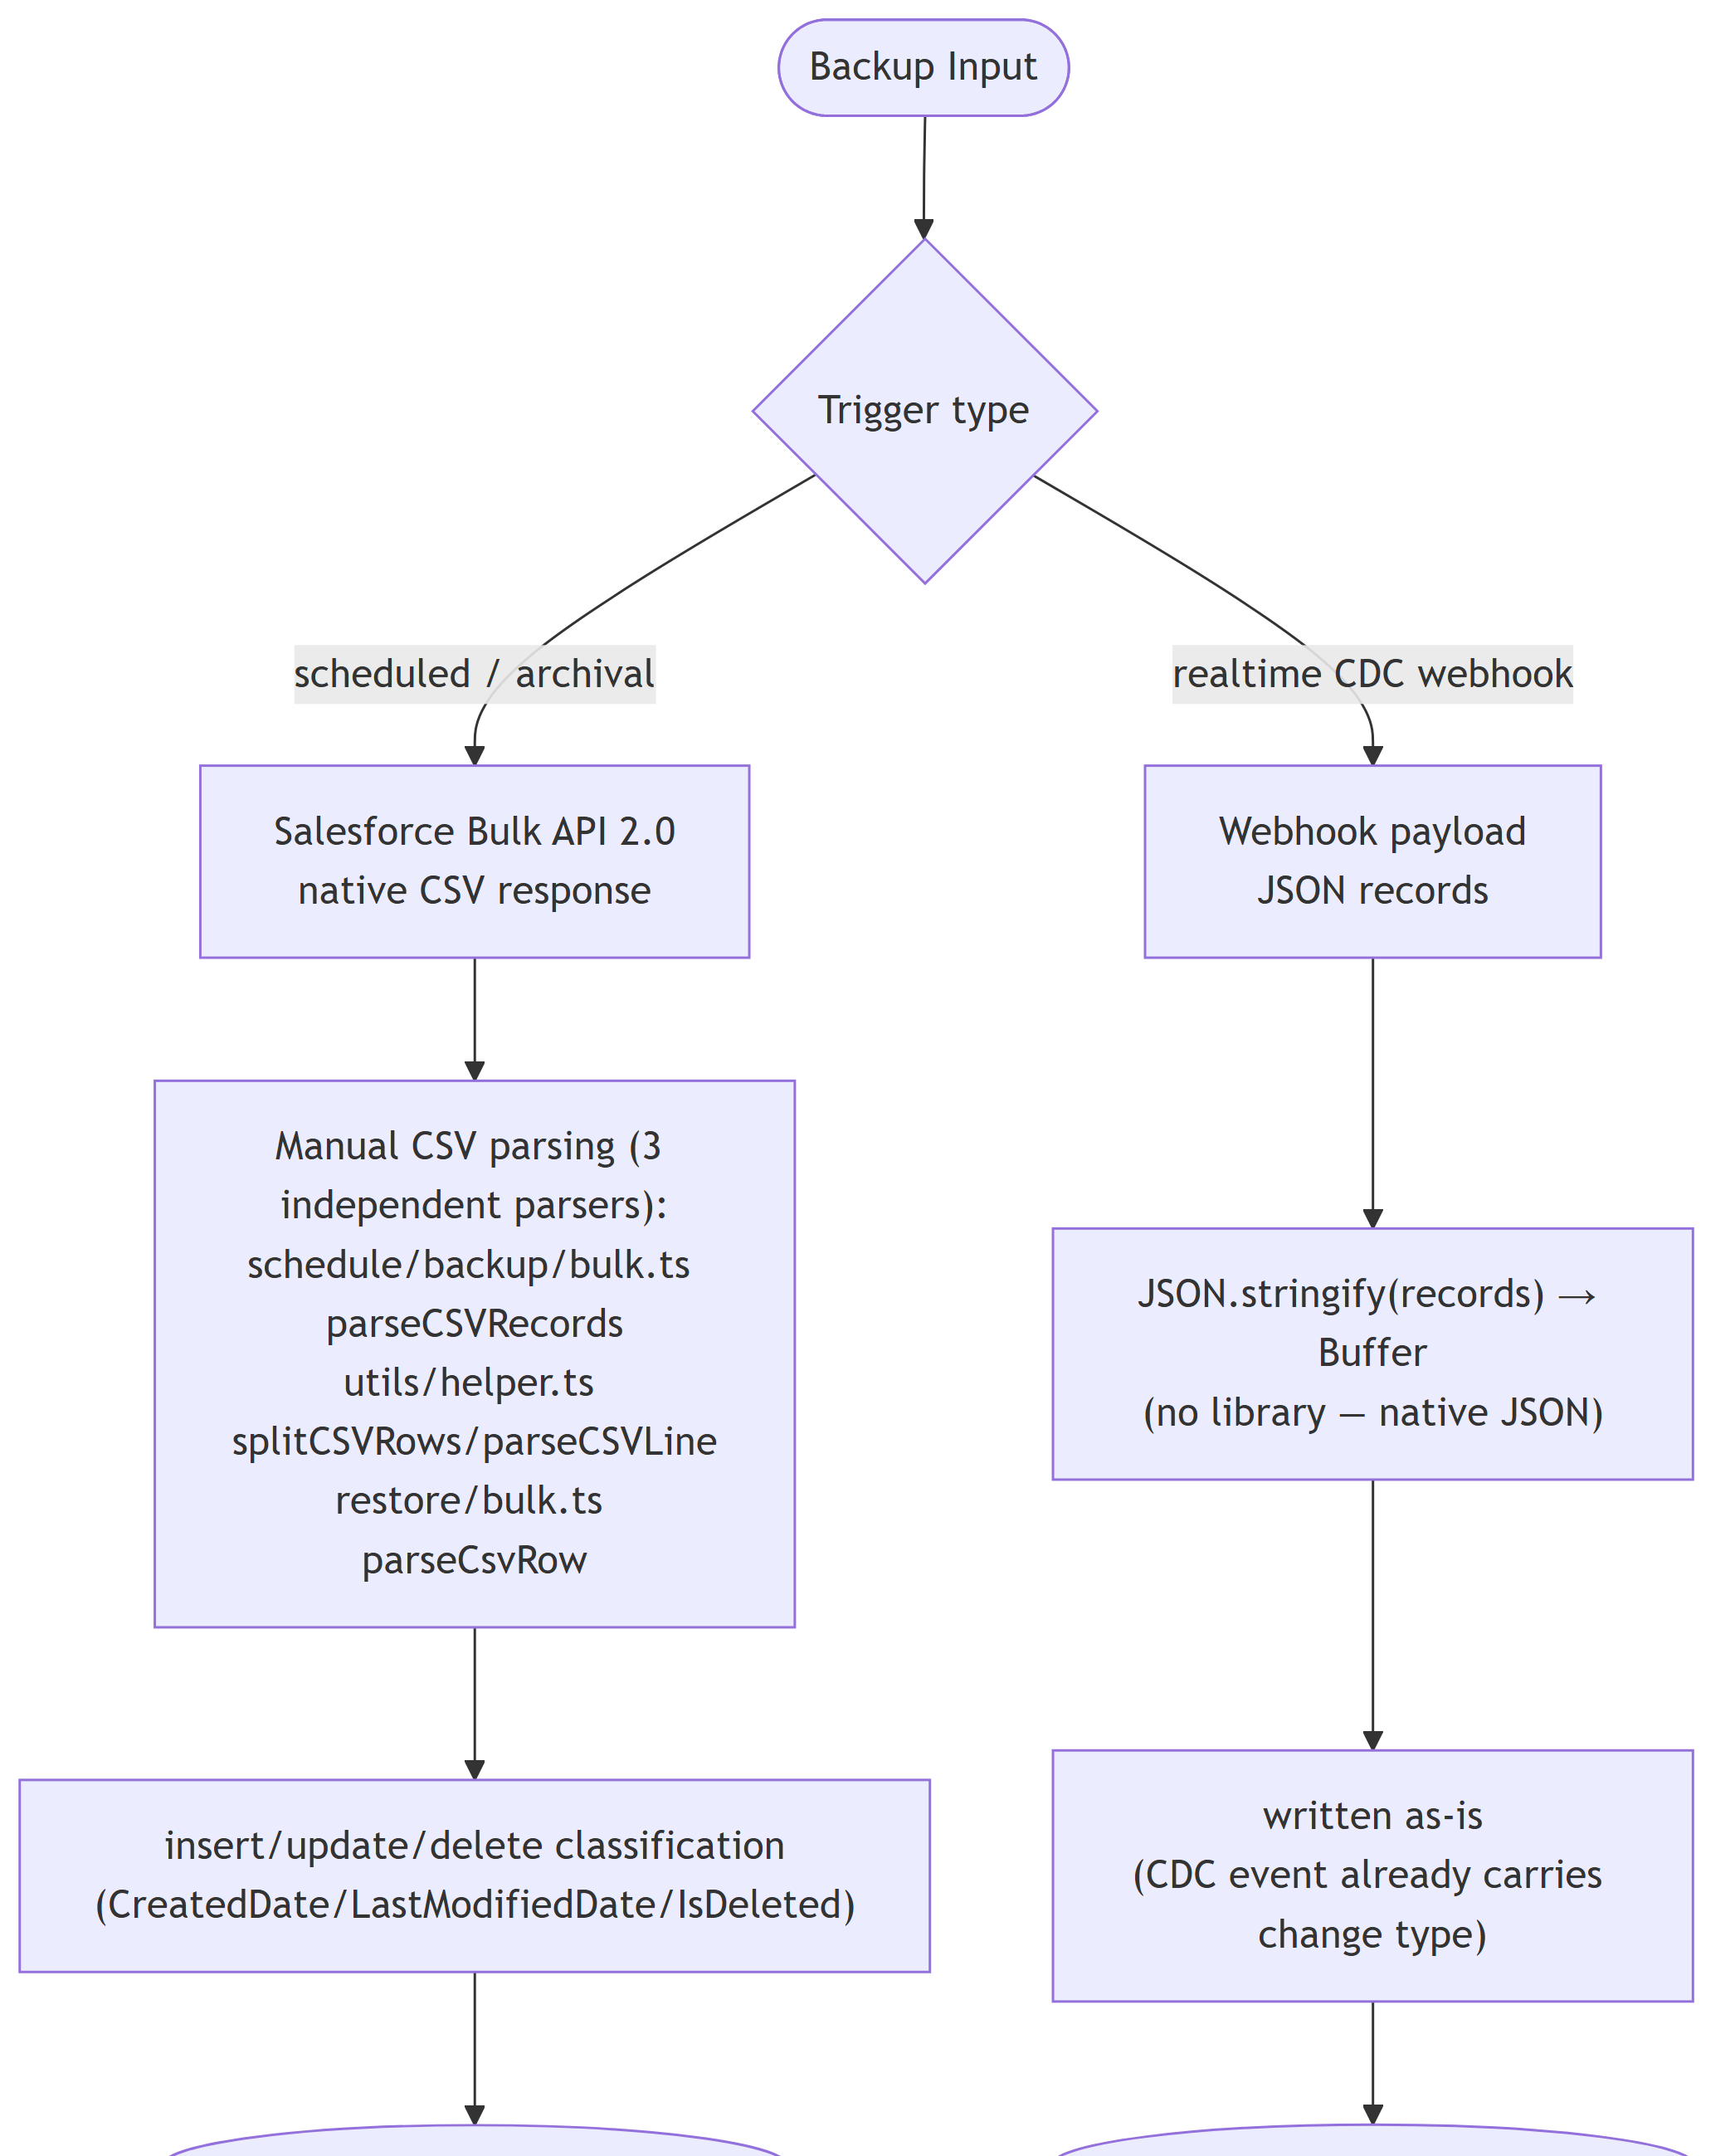 Backup Input
Trigger type
scheduled / archival
realtime CDC webhook
Salesforce Bulk API 2.0
native CSV response
Webhook payload
JSON records
Manual CSV parsing (3
independent parsers):
schedule/backup/bulk.ts
parseCSVRecords
utils/helper.ts
splitCSVRows/parseCSVLine
restore/bulk.ts
parseCsvRow
JSON.stringify(records) →
Buffer
(no library — native JSON)
insert/update/delete classification
(CreatedDate/LastModifiedDate/IsDeleted)
written as-is
(CDC event already carries
change type)